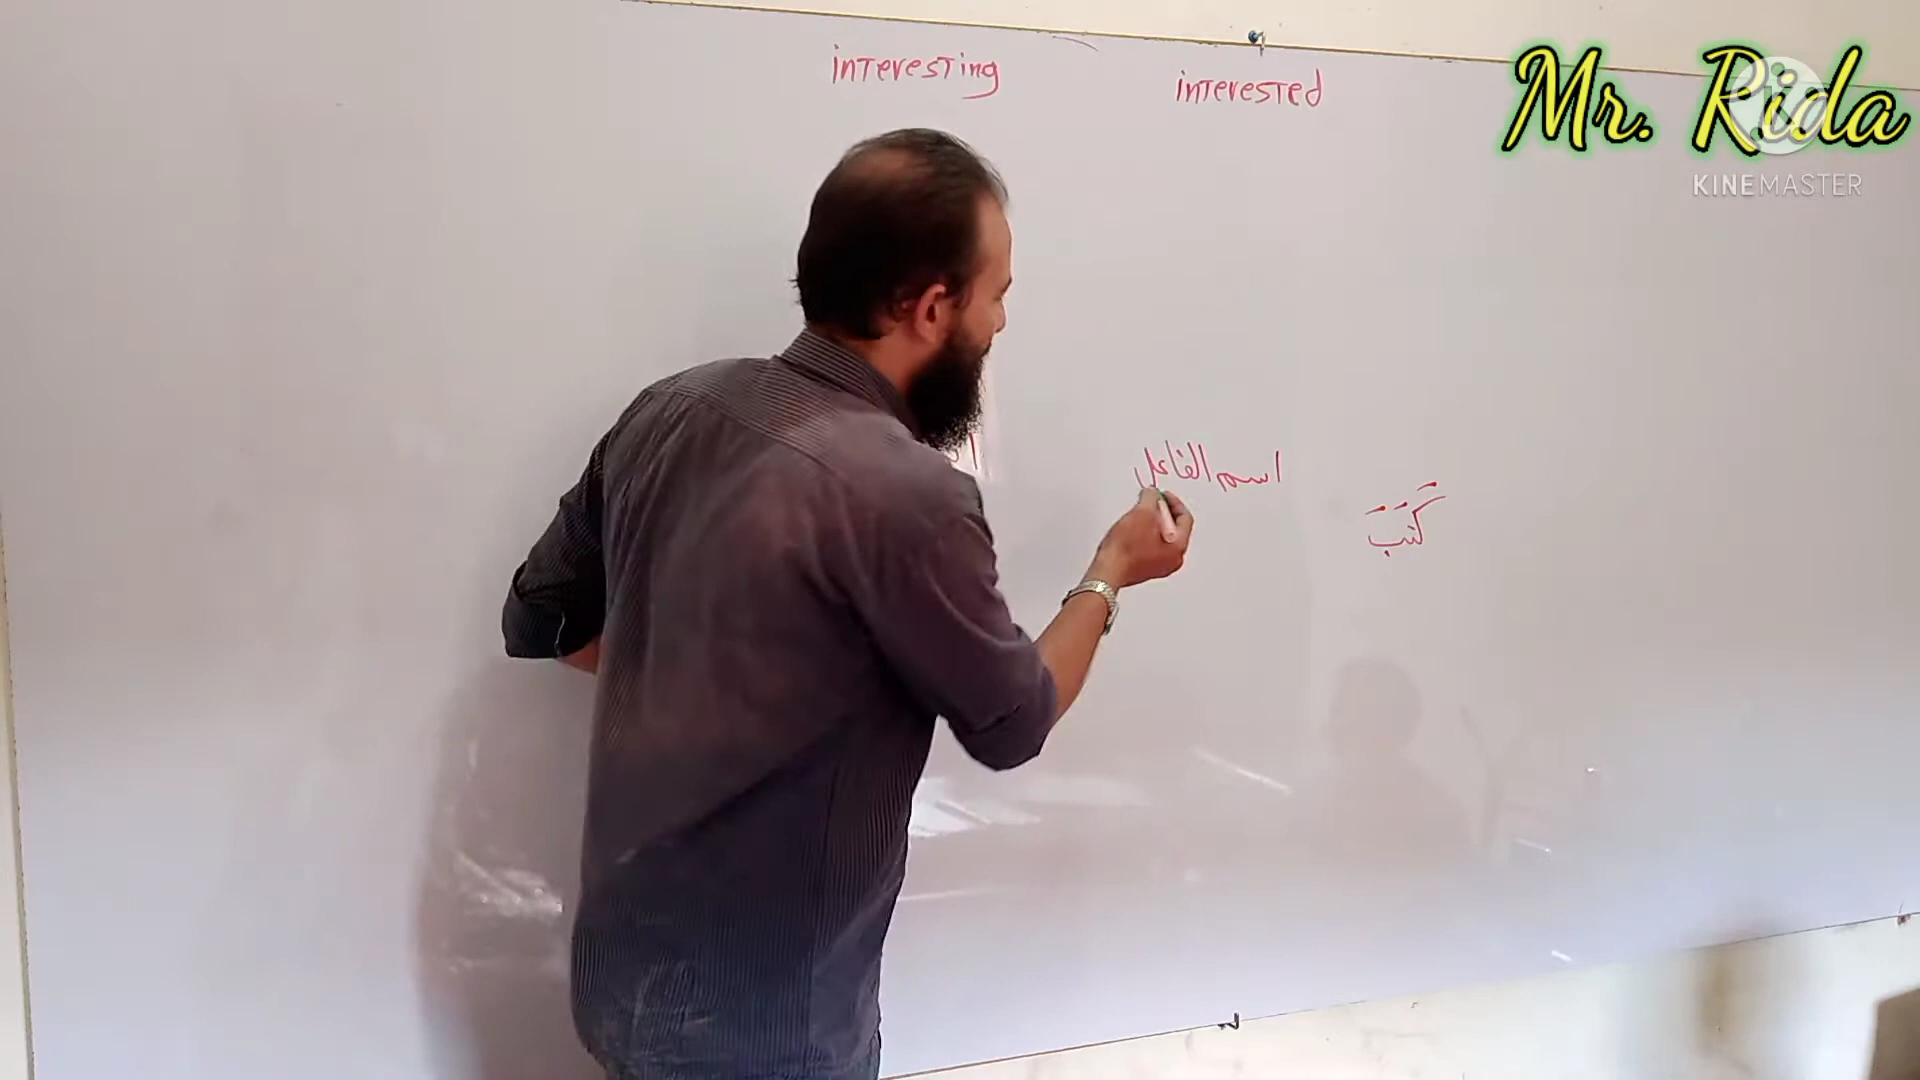 interesting interested
Mr. Rida
KINEMASTER
اسم الفاعل
كَتَبَ